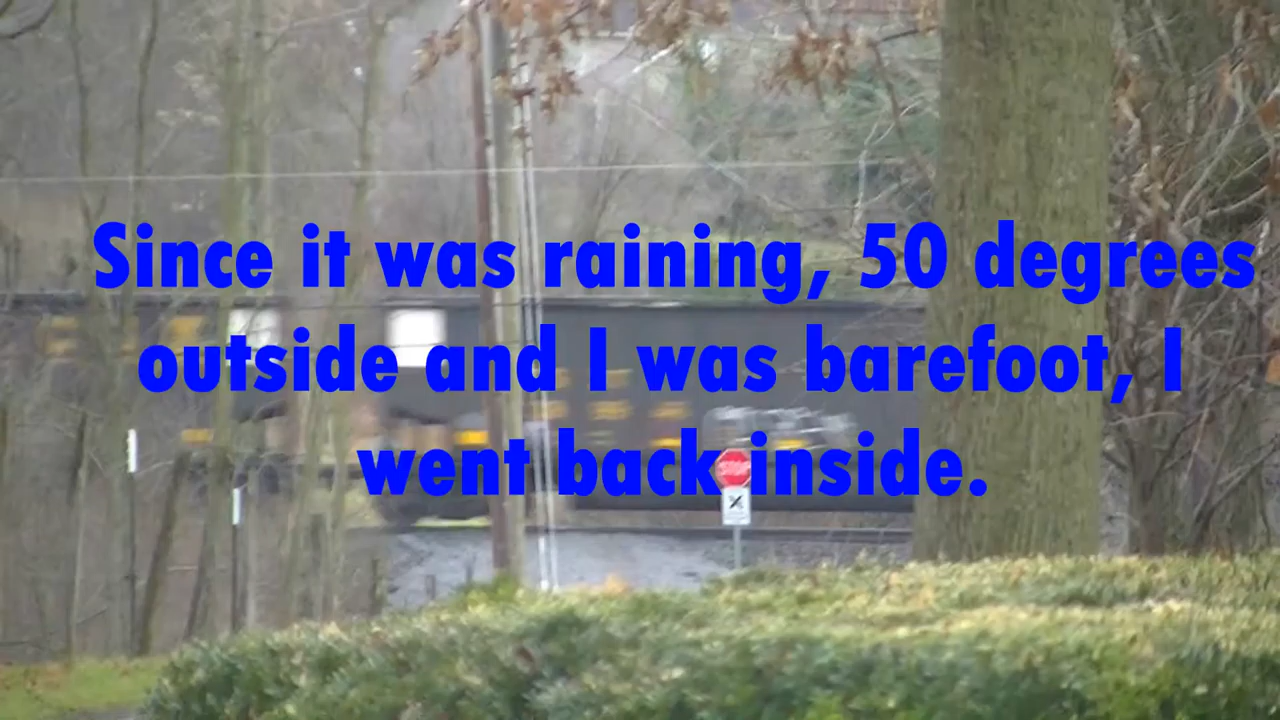 Since it was raining, 50 degrees
outside and I was barefoot, I
went back inside.
STOP